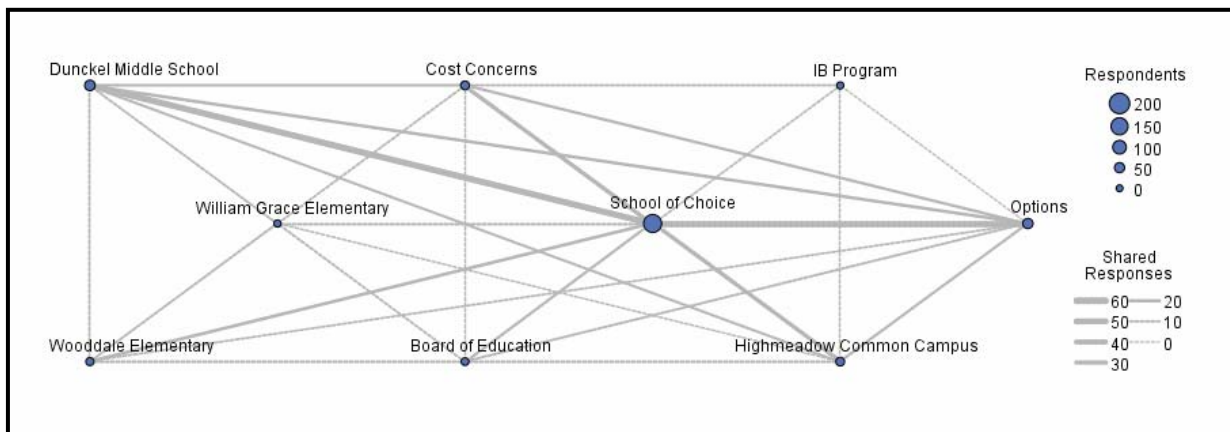 Dunckel Middle School
Cost Concerns
IB Program
William Grace Elementary
School of Choice
Options
Wooddale Elementary
Board of Education
Highmeadow Common Campus
Respondents
200
150
100
50
0
Shared
Responses
60 20
50 10
40 0
30